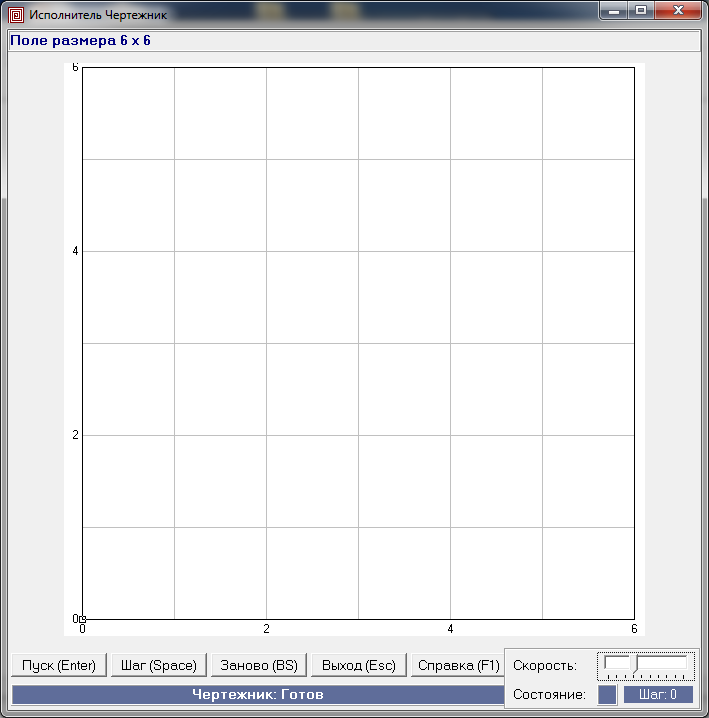 Исполнитель Чертежник
Поле размера 6 x 6
6
4
2
0
0 2 4 6
Пуск (Enter) Шаг (Space) Заново (BS) Выход (Esc) Справка (F1) Скорость:
Чертежник: Готов Состояние: Шаг: 0